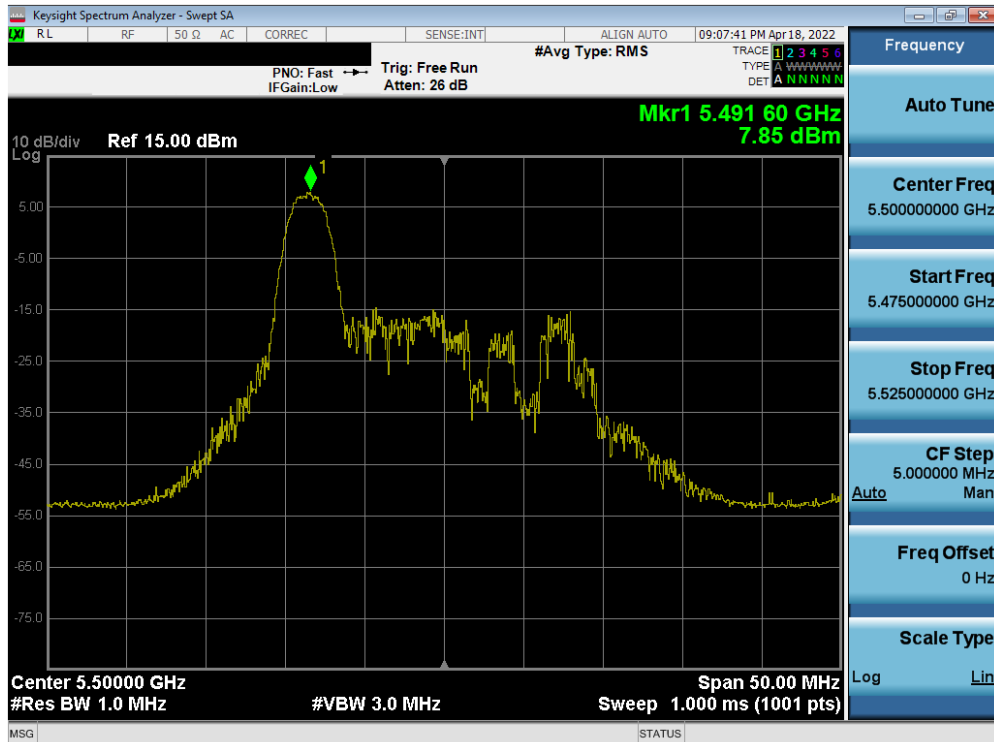 Keysight Spectrum Analyzer - Swept SA
LXI RL RF 50 Ω AC CORREC SENSE:INT ALIGN AUTO 09:07:41 PM Apr 18, 2022
PNO: Fast
IFGain:Low
Trig: Free Run
Atten: 26 dB
#Avg Type: RMS
TRACE 1 2 3 4 5 6
TYPE A WWWWW
DET A N N N N N
Mkr1 5.491 60 GHz
7.85 dBm
10 dB/div
Log
Ref 15.00 dBm
1
5.00
-5.00
-15.0
-25.0
-35.0
-45.0
-55.0
-65.0
-75.0
Center 5.50000 GHz
#Res BW 1.0 MHz
#VBW 3.0 MHz
Span 50.00 MHz
Sweep 1.000 ms (1001 pts)
MSG
STATUS
Frequency
Auto Tune
Center Freq
5.500000000 GHz
Start Freq
5.475000000 GHz
Stop Freq
5.525000000 GHz
CF Step
5.000000 MHz
Auto Man
Freq Offset
0 Hz
Scale Type
Log Lin